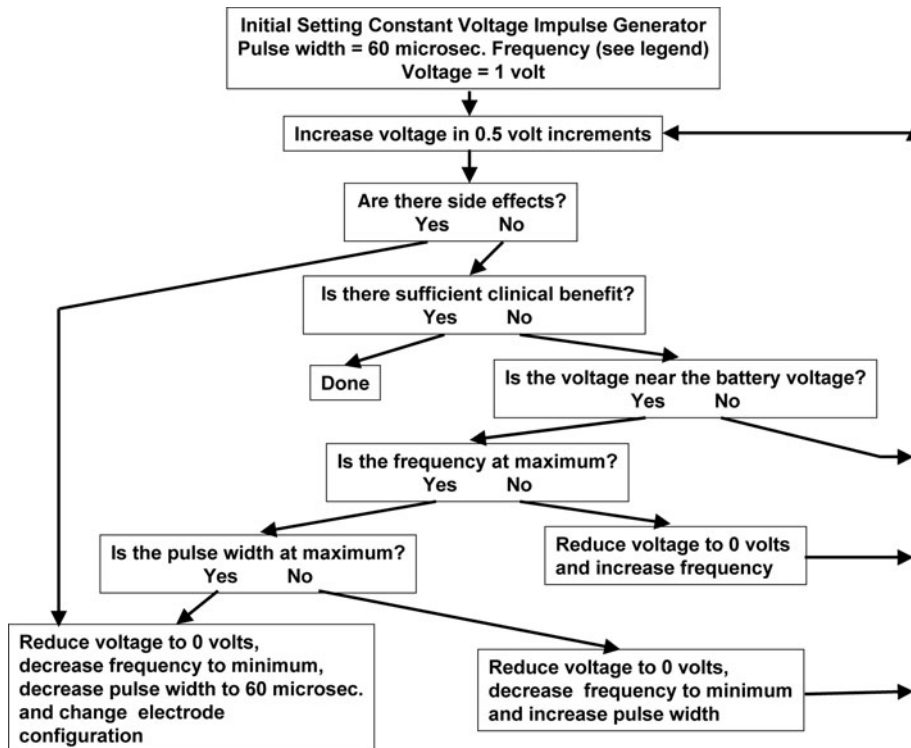 Initial Setting Constant Voltage Impulse Generator
Pulse width = 60 microsec. Frequency (see legend)
Voltage = 1 volt
Increase voltage in 0.5 volt increments
Are there side effects?
Yes No
Is there sufficient clinical benefit?
Yes No
Done
Is the voltage near the battery voltage?
Yes No
Is the frequency at maximum?
Yes No
Reduce voltage to 0 volts
and increase frequency
Is the pulse width at maximum?
Yes No
Reduce voltage to 0 volts,
decrease frequency to minimum,
decrease pulse width to 60 microsec.
and change electrode
configuration
Reduce voltage to 0 volts,
decrease frequency to minimum
and increase pulse width